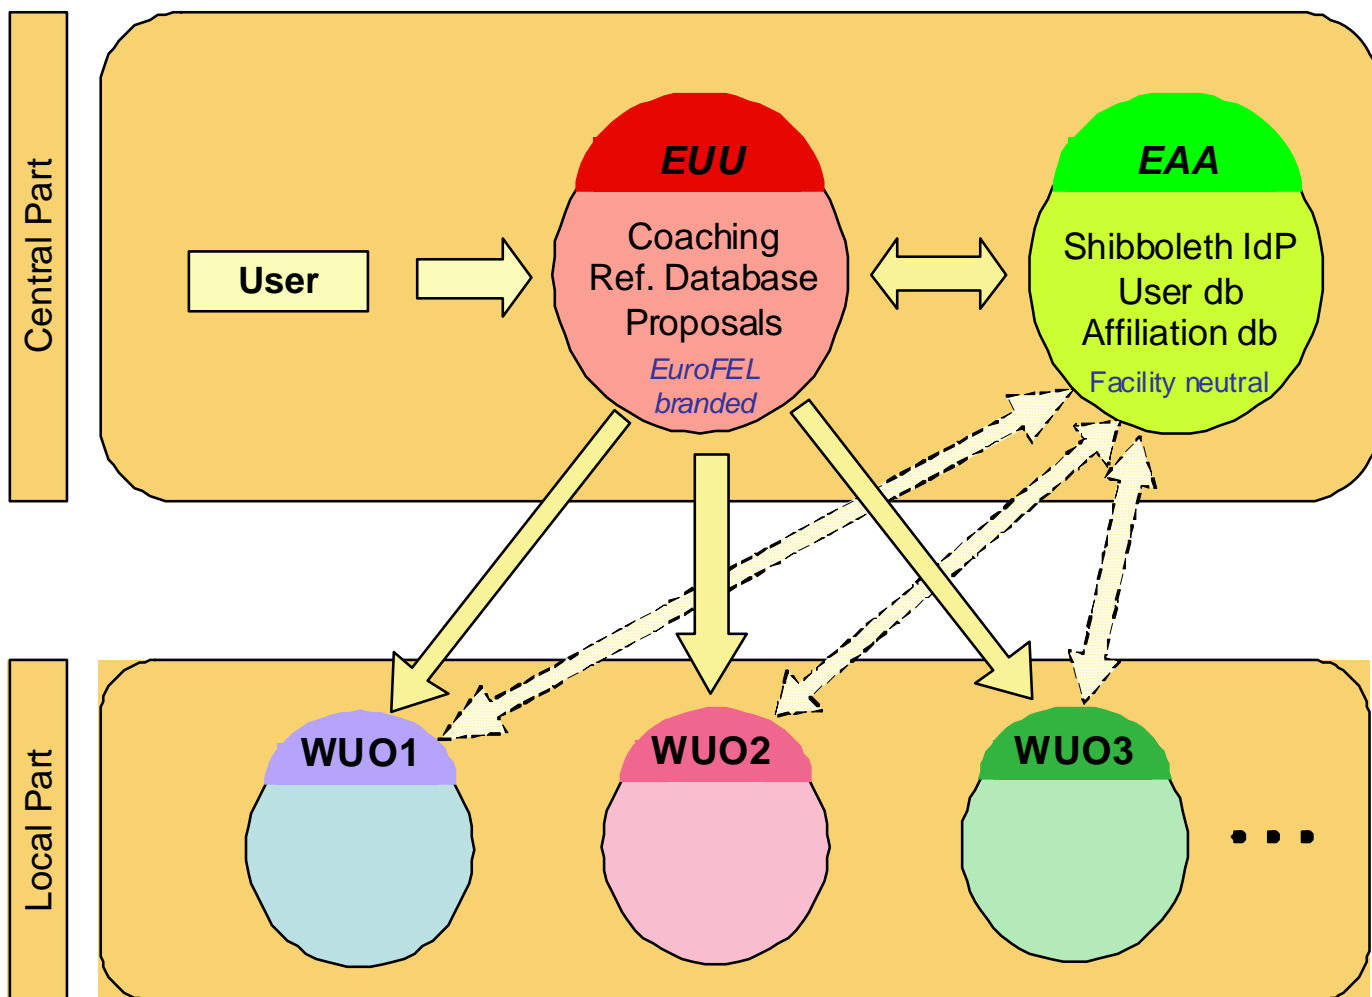 Central Part
User
EUU
Coaching
Ref. Database
Proposals
EuroFEL
branded
EAA
Shibboleth IdP
User db
Affiliation db
Facility neutral
Local Part
WUO1
WUO2
WUO3
...